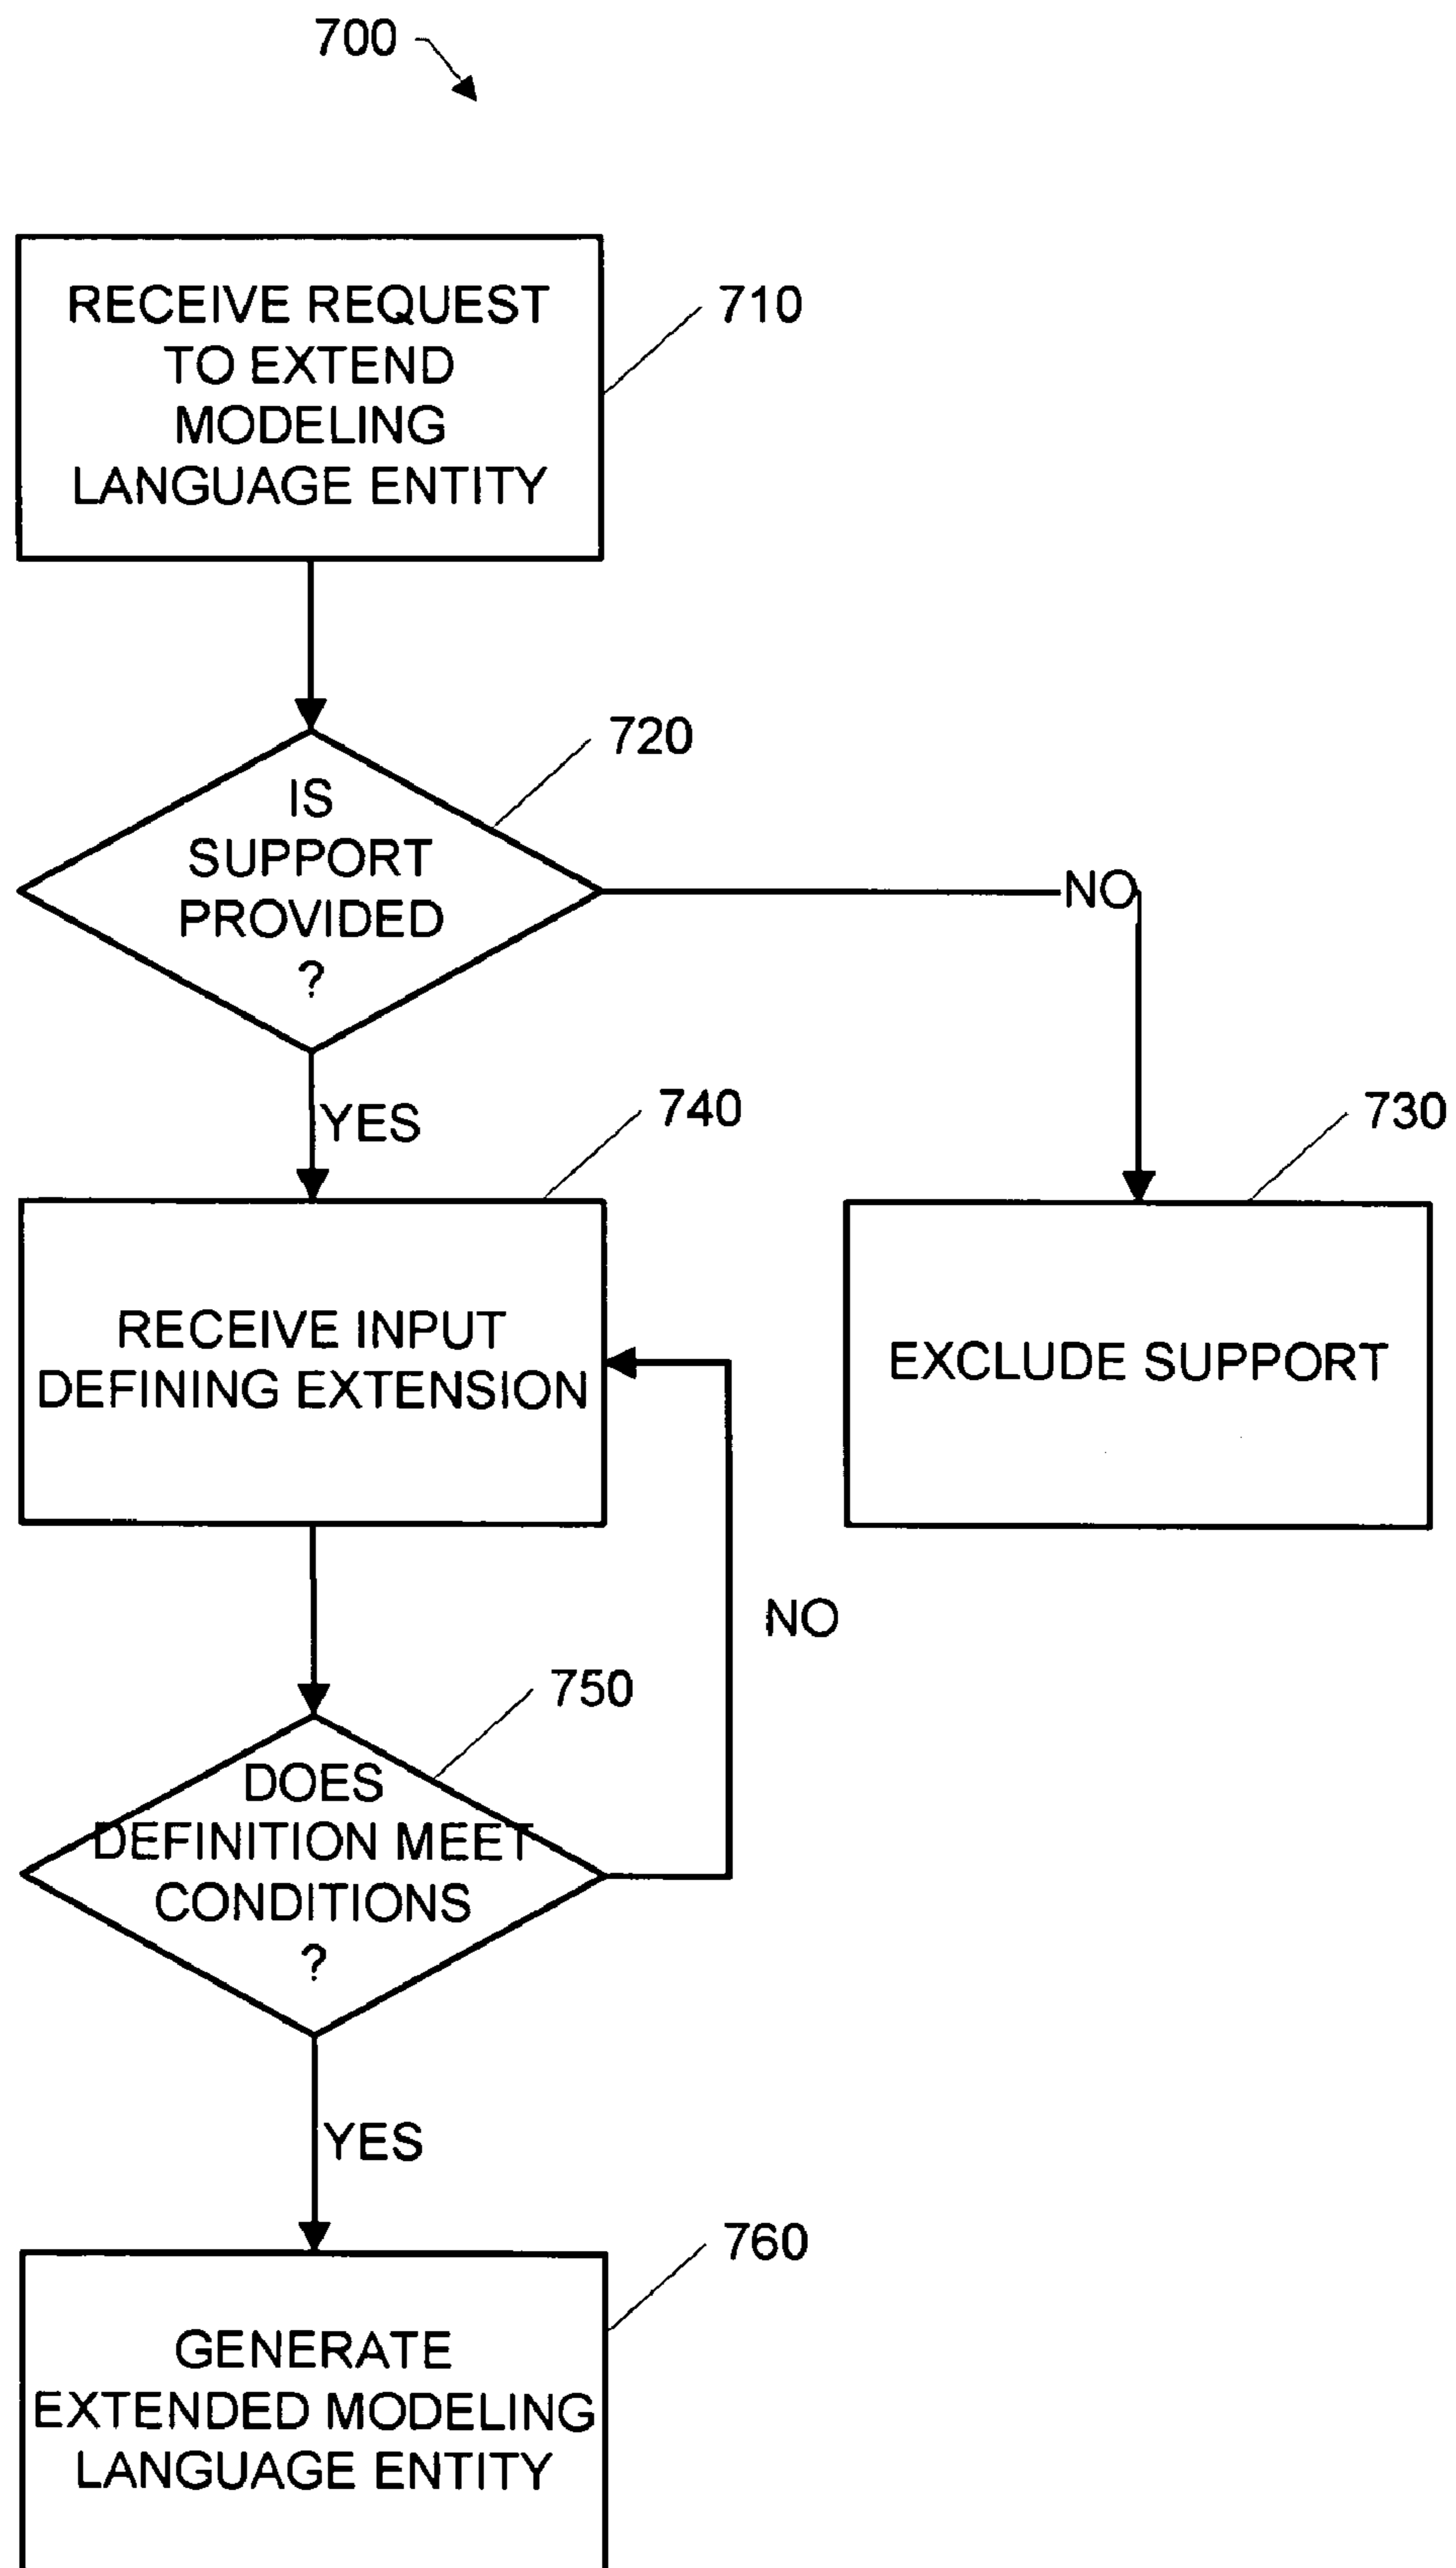 700
RECEIVE REQUEST
TO EXTEND
MODELING
LANGUAGE ENTITY
710
IS
SUPPORT
PROVIDED
?
720
NO
YES
740
730
RECEIVE INPUT
DEFINING EXTENSION
EXCLUDE SUPPORT
NO
750
DOES
DEFINITION MEET
CONDITIONS
?
YES
760
GENERATE
EXTENDED MODELING
LANGUAGE ENTITY